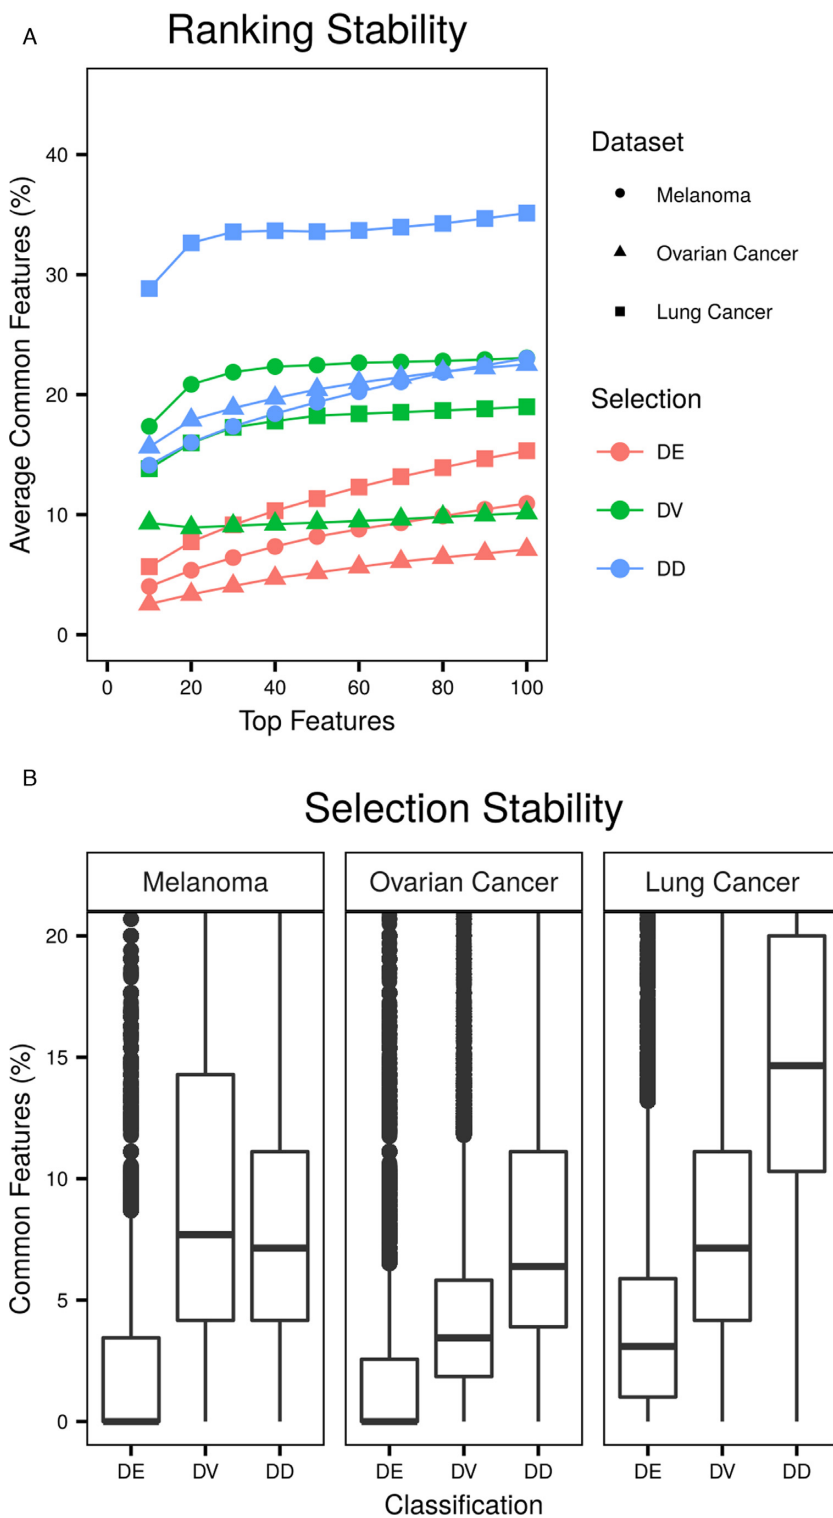 A
Ranking Stability
Average Common Features (%)
40
30
20
10
0
0 20 40 60 80 100
Top Features
Dataset
Melanoma
Ovarian Cancer
Lung Cancer
Selection
DE
DV
DD
B
Selection Stability
Melanoma Ovarian Cancer Lung Cancer
Common Features (%)
20
15
10
5
0
DE DV DD DE DV DD DE DV DD
Classification